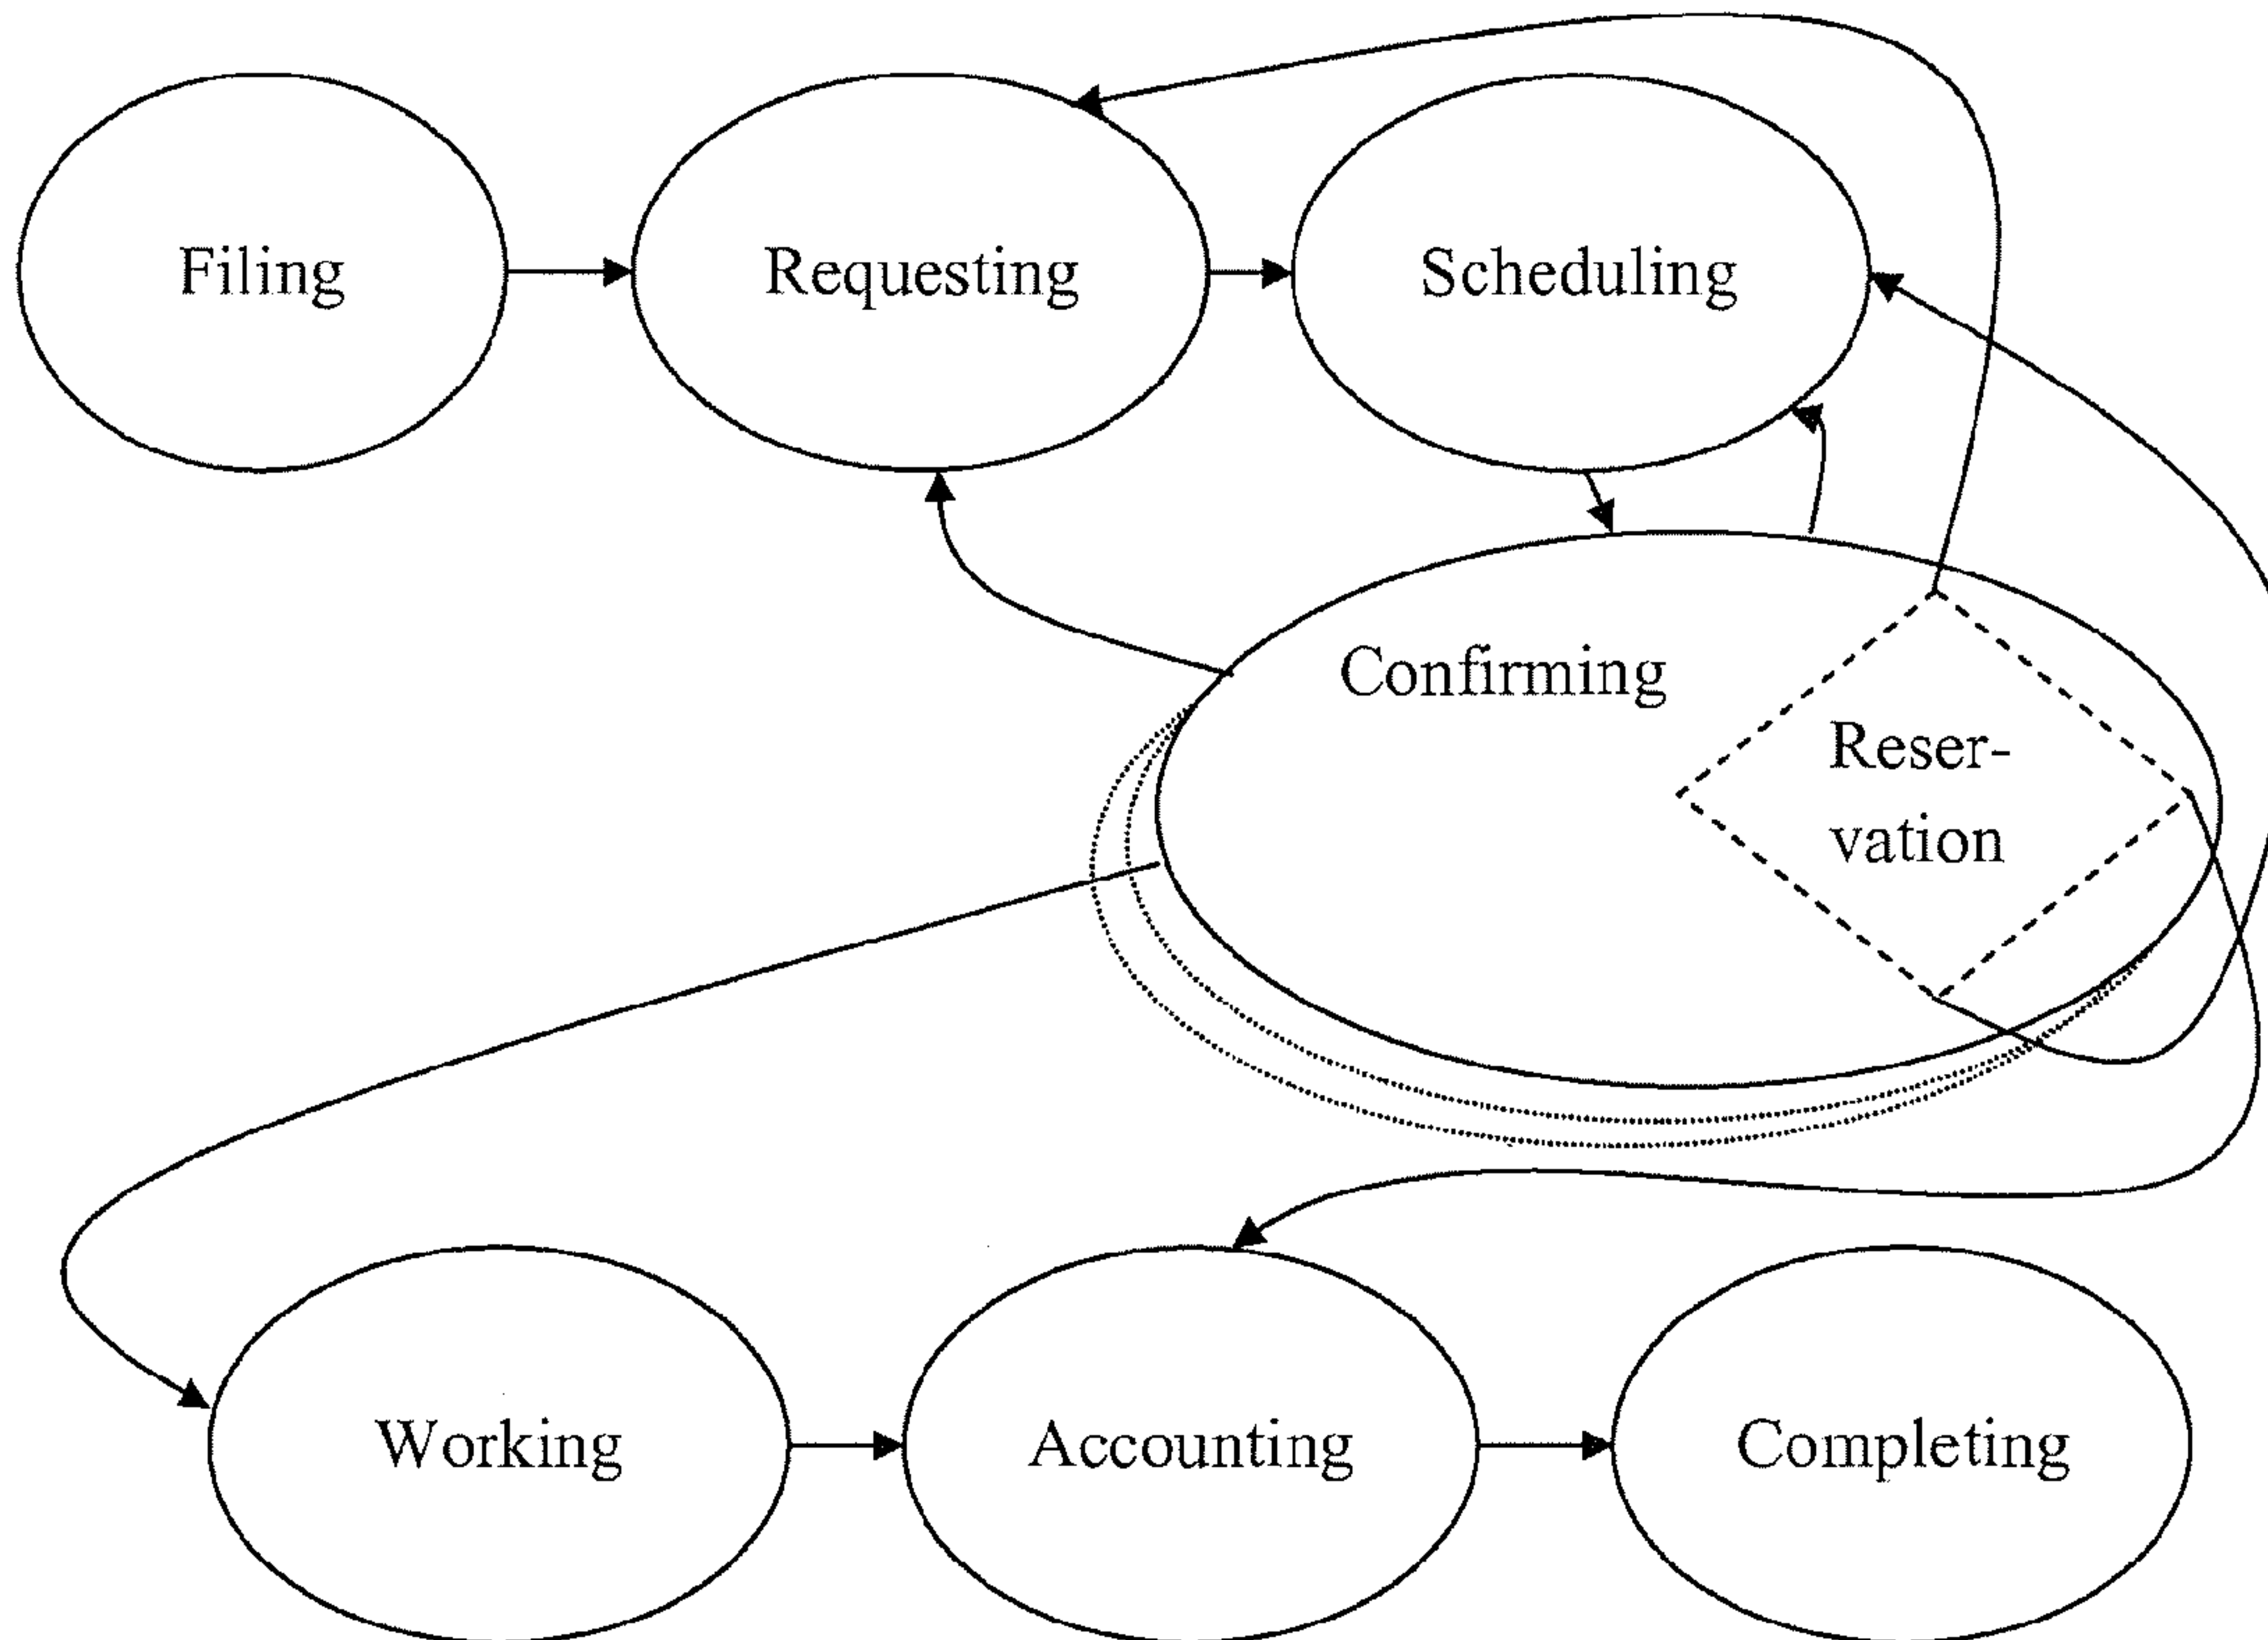 Filing
Requesting
Scheduling
Confirming
Reser-
vation
Working
Accounting
Completing